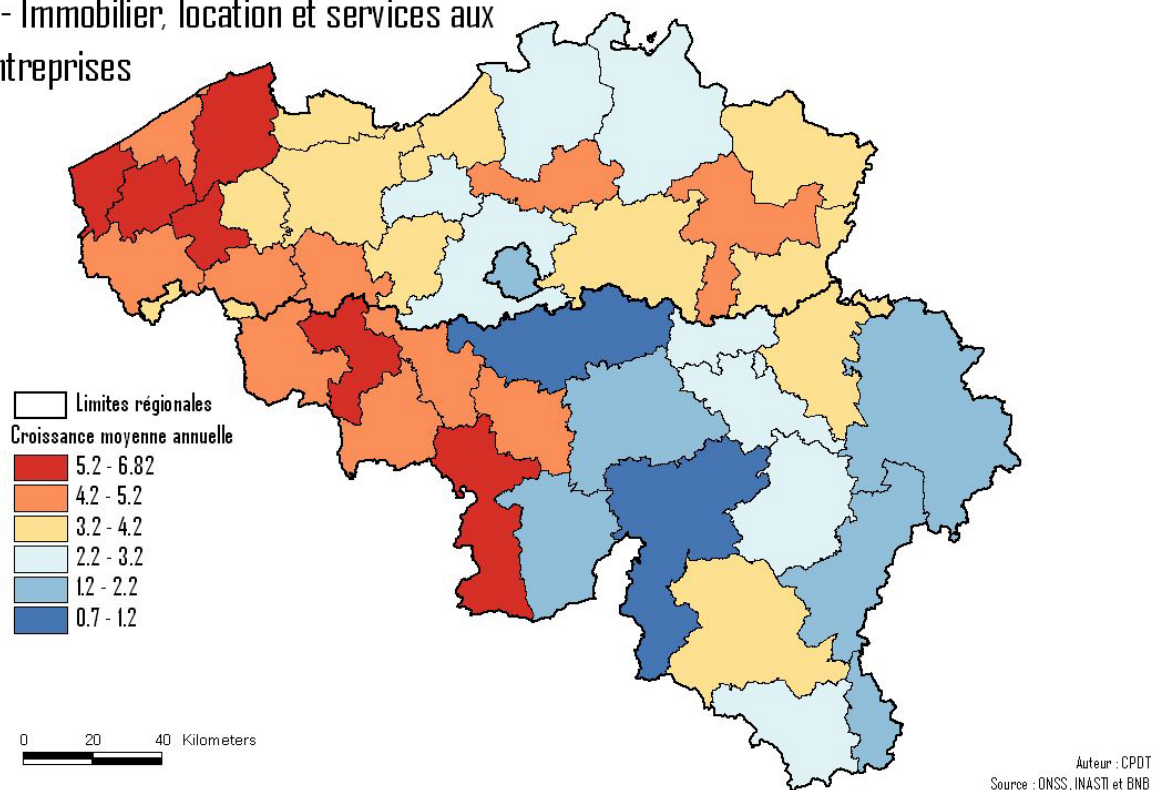 - Immobilier, location et services aux
ntreprises
Limites régionales
Croissance moyenne annuelle
5.2 - 6.82
4.2 - 5.2
3.2 - 4.2
2.2 - 3.2
1.2 - 2.2
0.7 - 1.2
0 20 40 Kilometers
Auteur : CPDT
Source : ONSS, INASTI et BNB